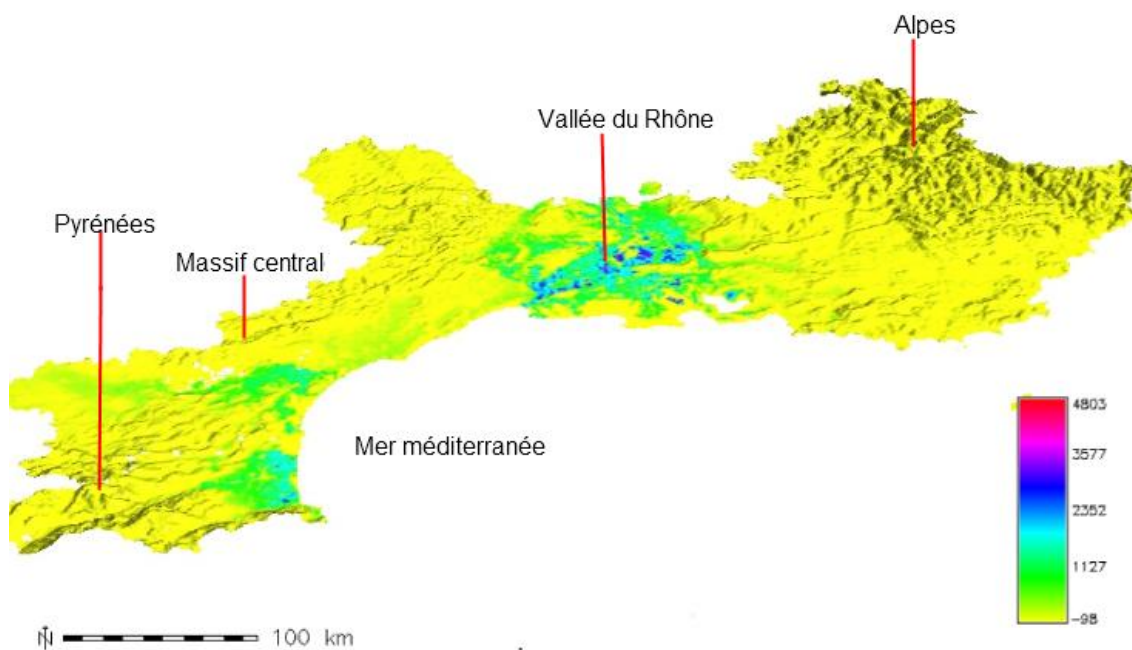 Alpes
Vallée du Rhône
Pyrénées
Massif central
Mer méditerranée
4803
3577
2352
1127
-98
N
100 km